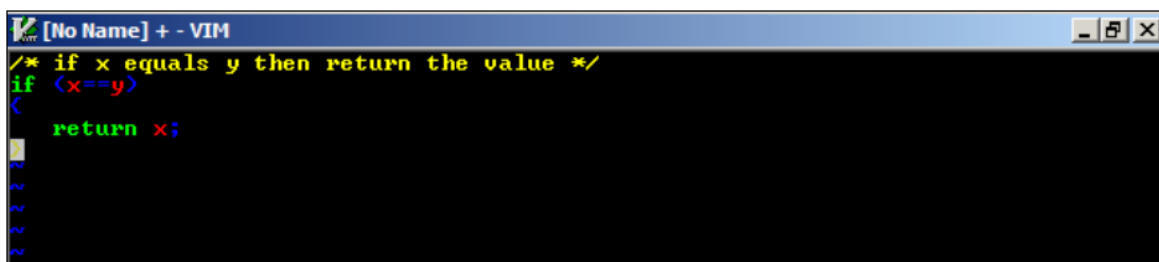 [No Name] + - VIM
/* if x equals y then return the value */
if (x==y)
{
    return x;
}
~
~
~
~
~